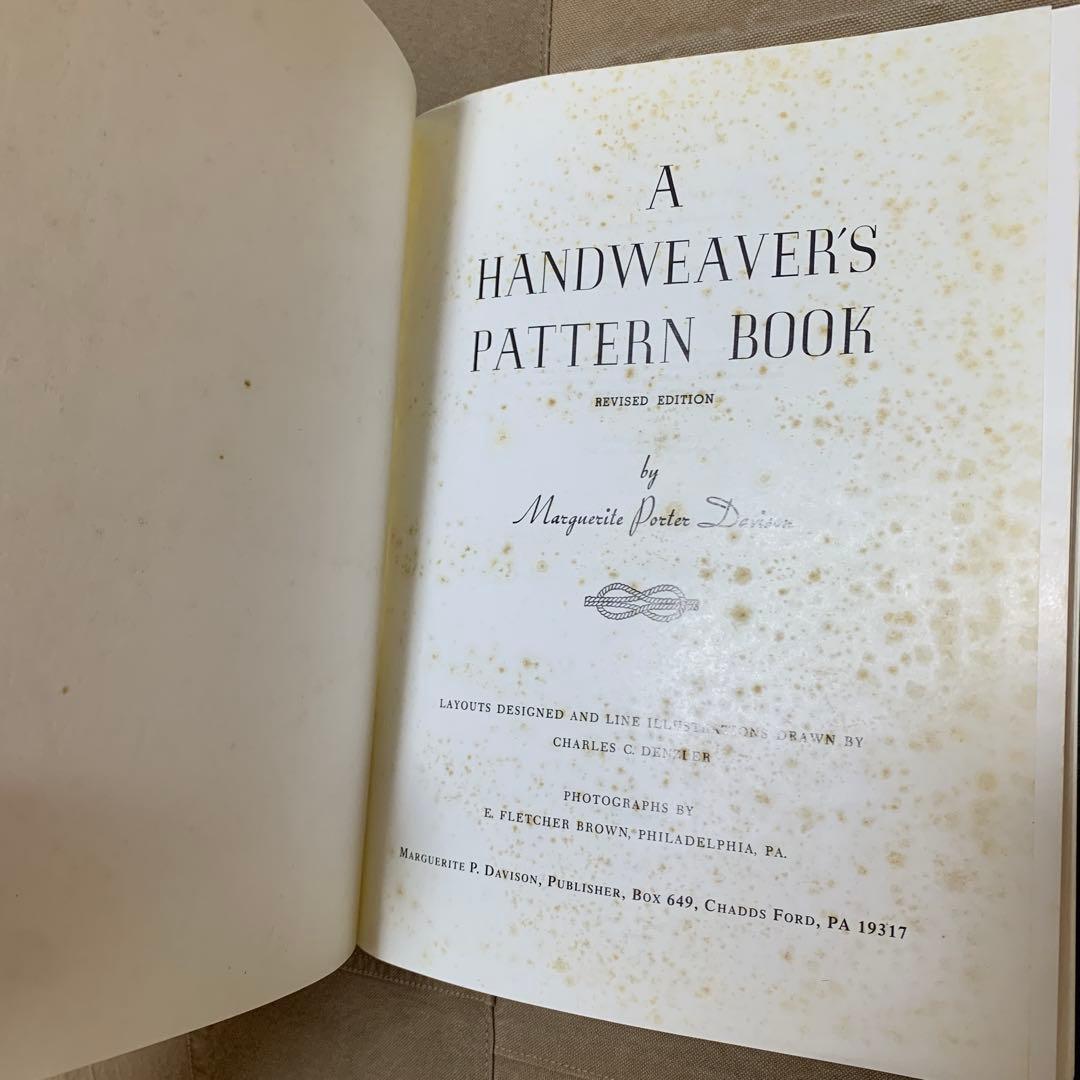 A
HANDWEAVER'S
PATTERN BOOK
REVISED EDITION
by
Marguerite Porter Davison
LAYOUTS DESIGNED AND LINE ILLUSTRATIONS DRAWN BY
CHARLES C. DENZLER
PHOTOGRAPHS BY
E. FLETCHER BROWN, PHILADELPHIA, PA.
MARGUERITE P. DAVISON, PUBLISHER, BOX 649, CHADDS FORD, PA 19317